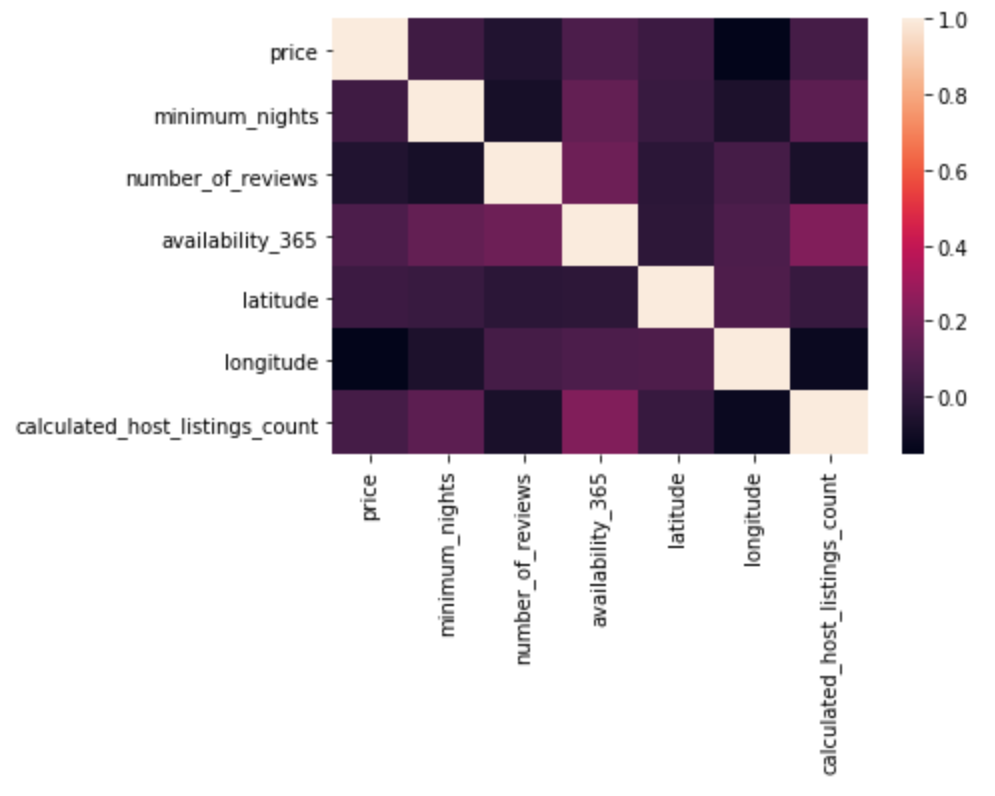 price
minimum_nights
number_of_reviews
availability_365
latitude
longitude
calculated_host_listings_count
price
minimum_nights
number_of_reviews
availability_365
latitude
longitude
calculated_host_listings_count
1.0
0.8
0.6
0.4
0.2
0.0